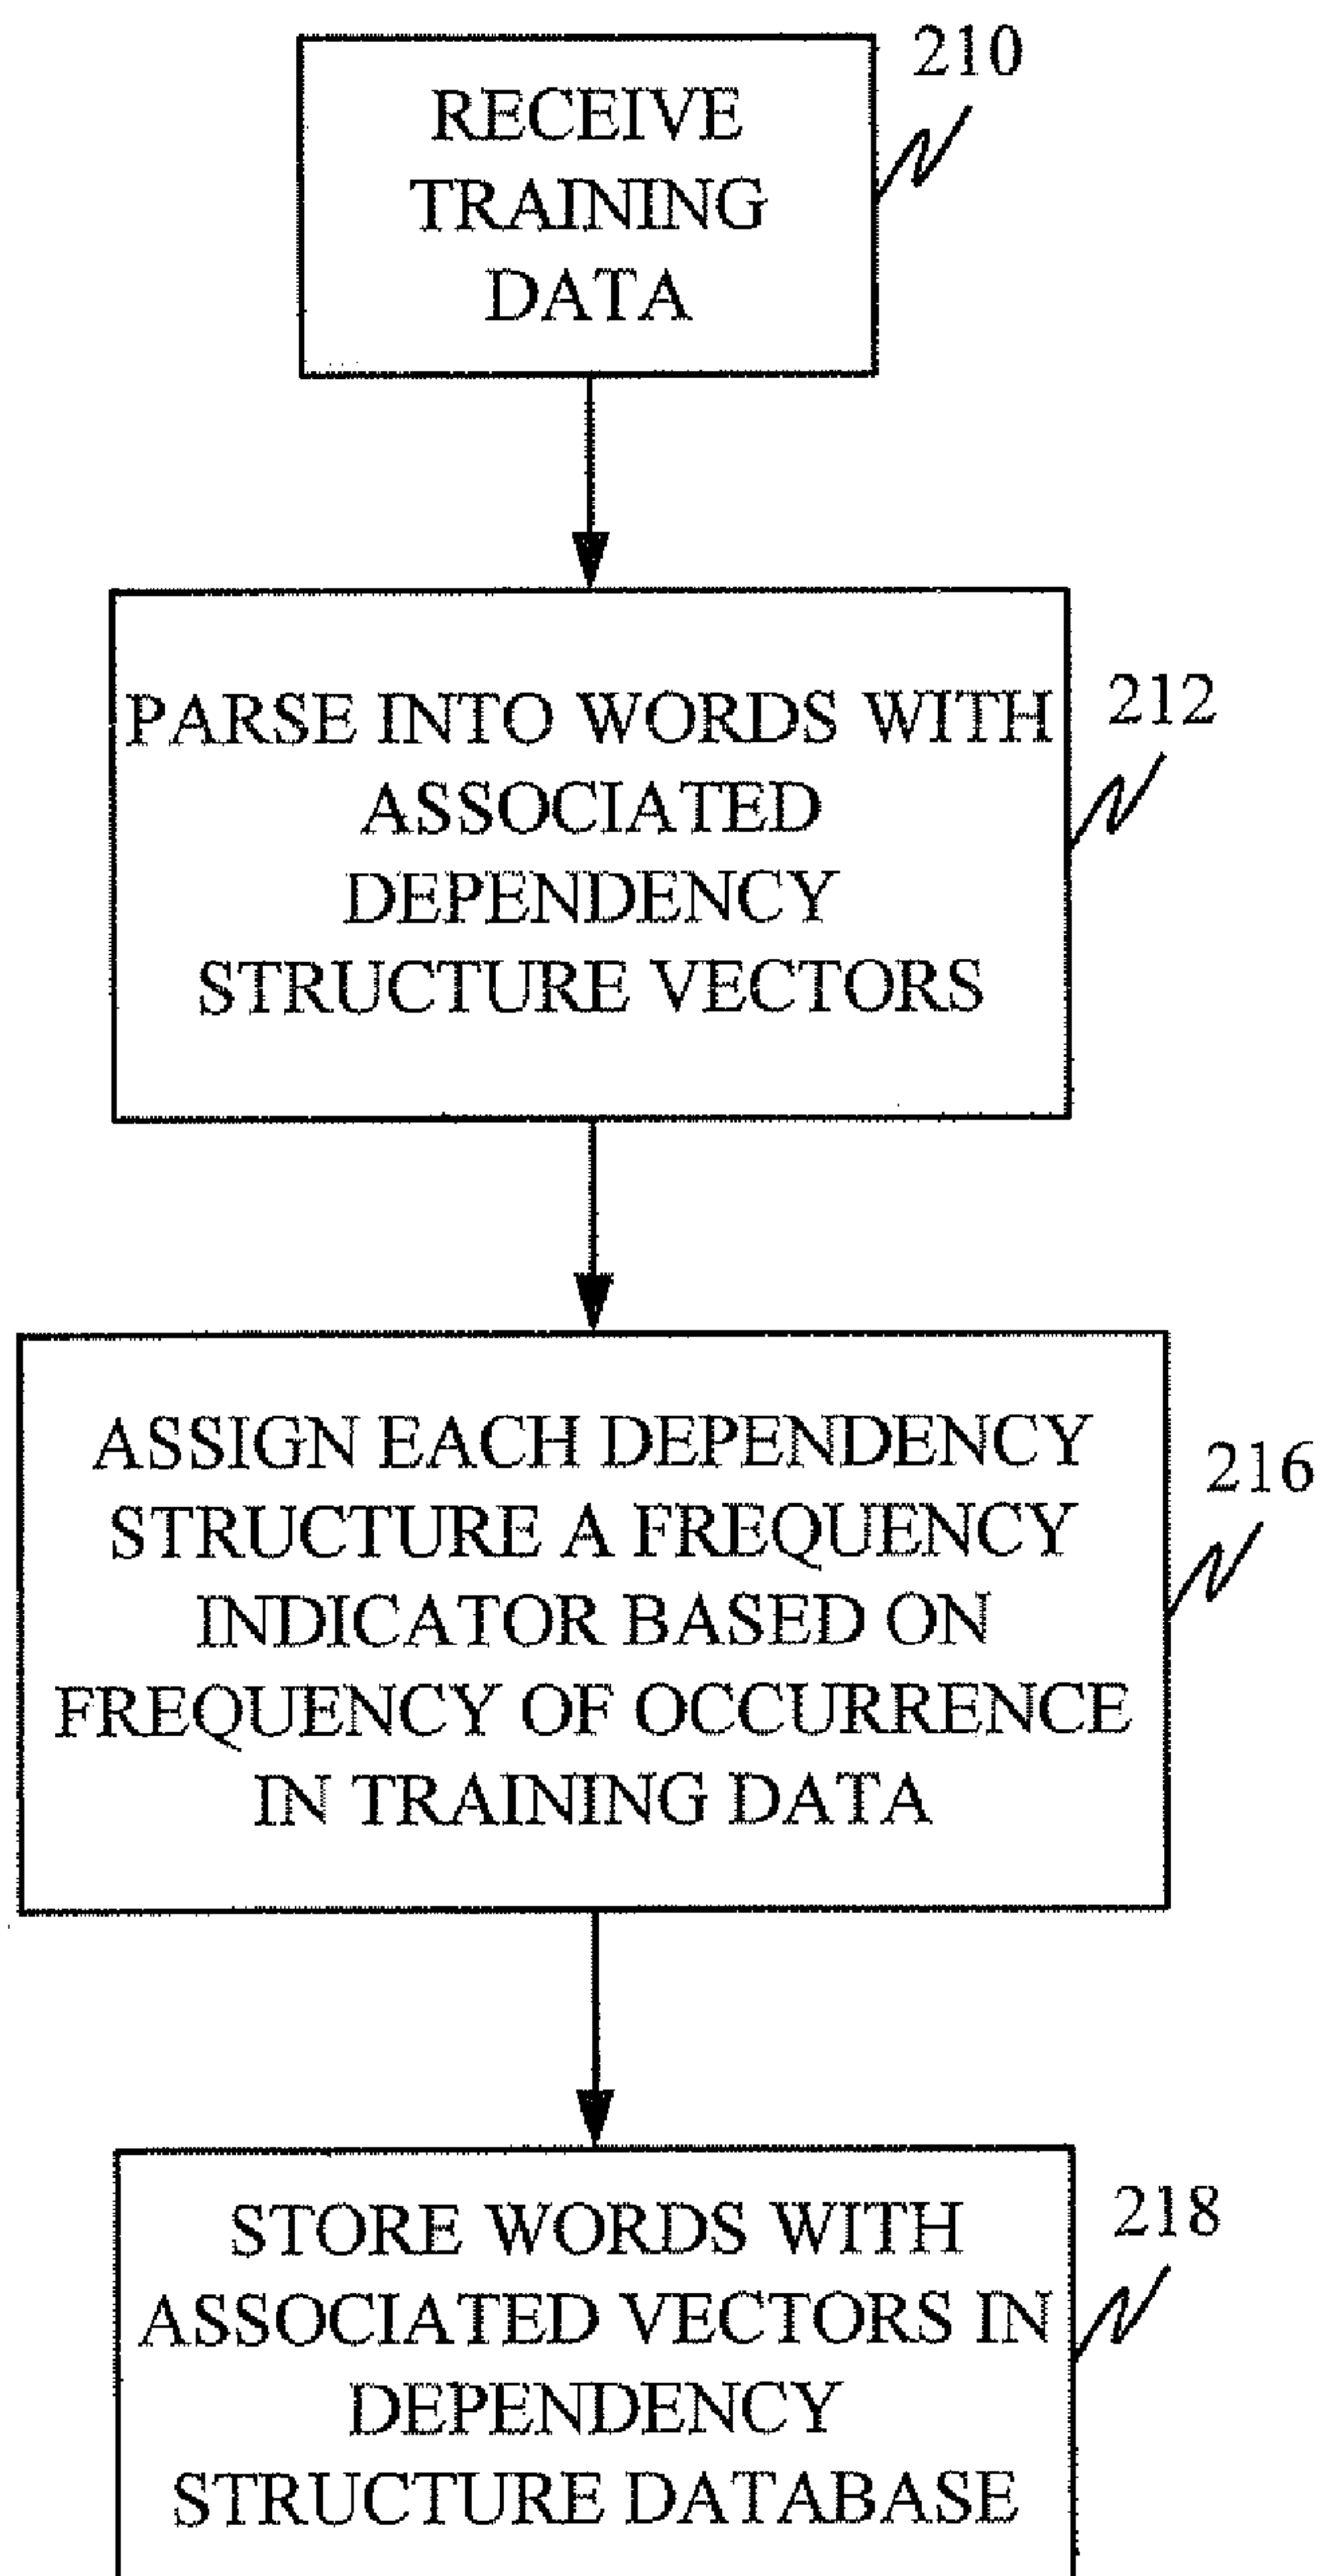 210
RECEIVE
TRAINING
DATA
212
PARSE INTO WORDS WITH
ASSOCIATED
DEPENDENCY
STRUCTURE VECTORS
216
ASSIGN EACH DEPENDENCY
STRUCTURE A FREQUENCY
INDICATOR BASED ON
FREQUENCY OF OCCURRENCE
IN TRAINING DATA
218
STORE WORDS WITH
ASSOCIATED VECTORS IN
DEPENDENCY
STRUCTURE DATABASE